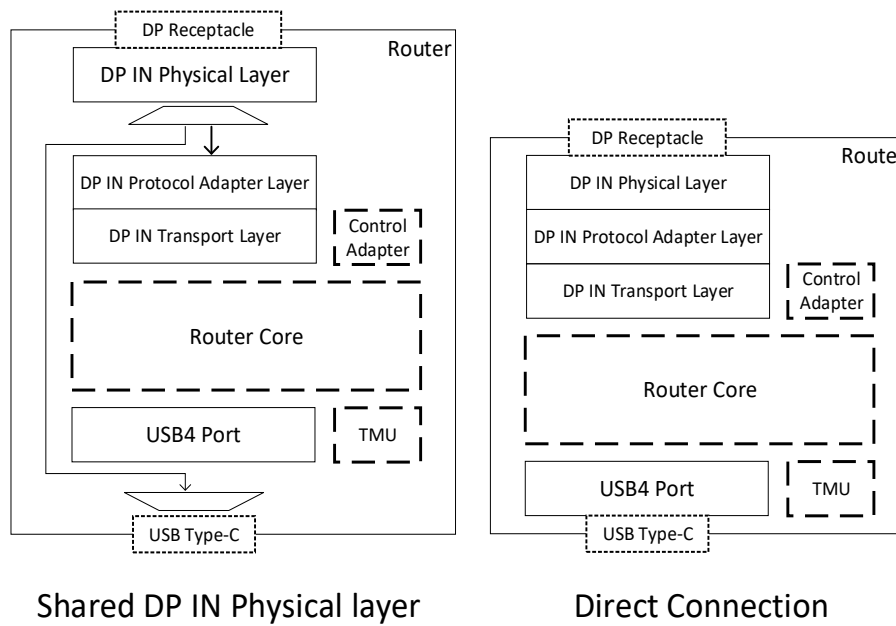 DP Receptacle
Router
DP IN Physical Layer
DP IN Protocol Adapter Layer
DP IN Transport Layer
Control
Adapter
Router Core
USB4 Port
TMU
USB Type-C
Shared DP IN Physical layer
DP Receptacle
Route
DP IN Physical Layer
DP IN Protocol Adapter Layer
DP IN Transport Layer
Control
Adapter
Router Core
USB4 Port
TMU
USB Type-C
Direct Connection